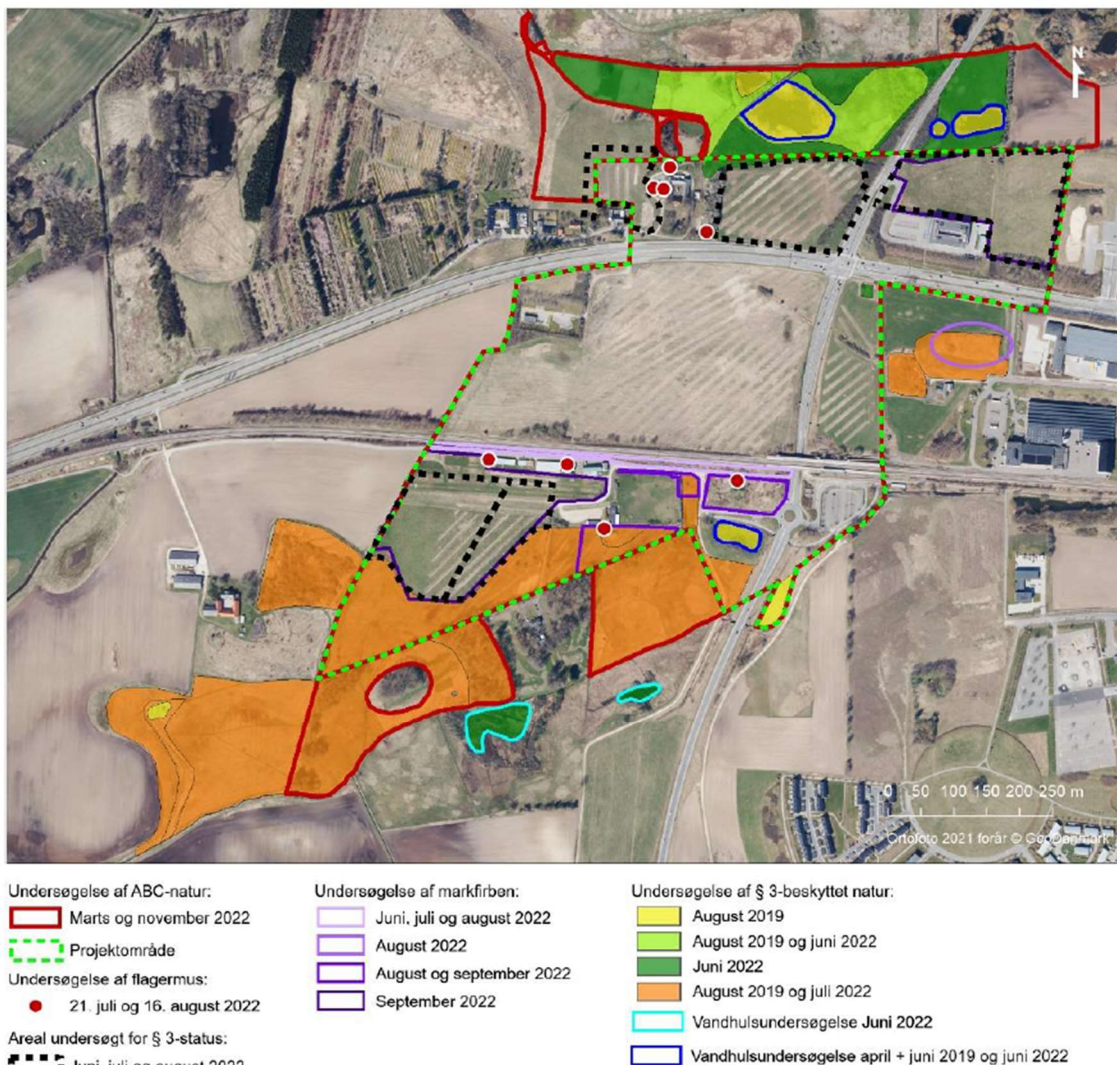 N
0 50 100 150 200 250 m
Ortofoto 2021 forår © GeoDanmark
Undersøgelse af ABC-natur:
Marts og november 2022
Projektområde
Undersøgelse af flagermus:
21. juli og 16. august 2022
Areal undersøgt for § 3-status:
Juni, juli og august 2022
Undersøgelse af markfirben:
Juni, juli og august 2022
August 2022
August og september 2022
September 2022
Undersøgelse af § 3-beskyttet natur:
August 2019
August 2019 og juni 2022
Juni 2022
August 2019 og juli 2022
Vandhulsundersøgelse Juni 2022
Vandhulsundersøgelse april + juni 2019 og juni 2022